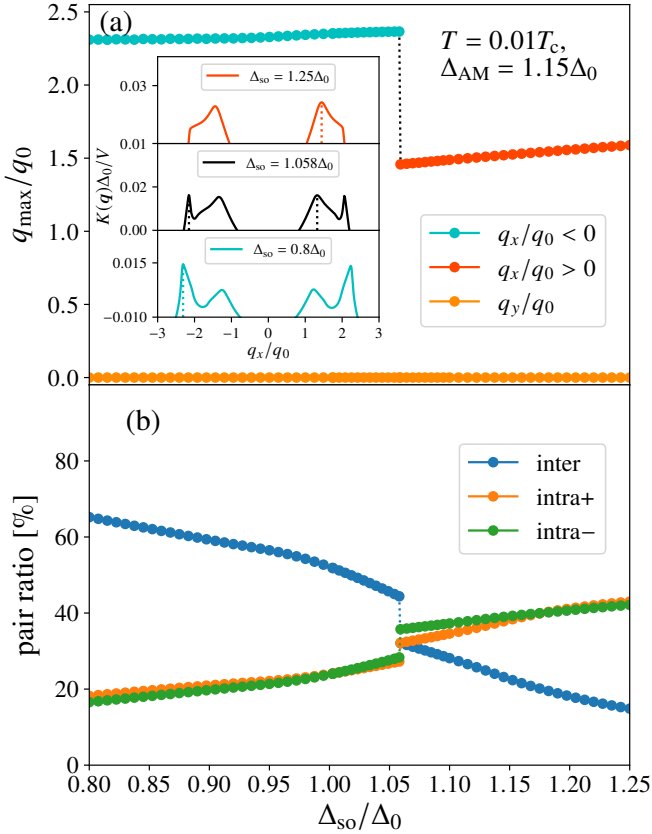 (a)
T = 0.01T_c,
Δ_AM = 1.15Δ_0
q_max/q_0
2.5
2.0
1.5
1.0
0.5
0.0
K(q)Δ_0/V
Δ_so = 1.25Δ_0
0.03
0.01
Δ_so = 1.058Δ_0
0.02
0.00
Δ_so = 0.8Δ_0
0.015
−0.010
−3 −2 −1 0 1 2 3
q_x/q_0
q_x/q_0 < 0
q_x/q_0 > 0
q_y/q_0
(b)
pair ratio [%]
80
60
40
20
0
inter
intra+
intra−
0.80 0.85 0.90 0.95 1.00 1.05 1.10 1.15 1.20 1.25
Δ_so/Δ_0